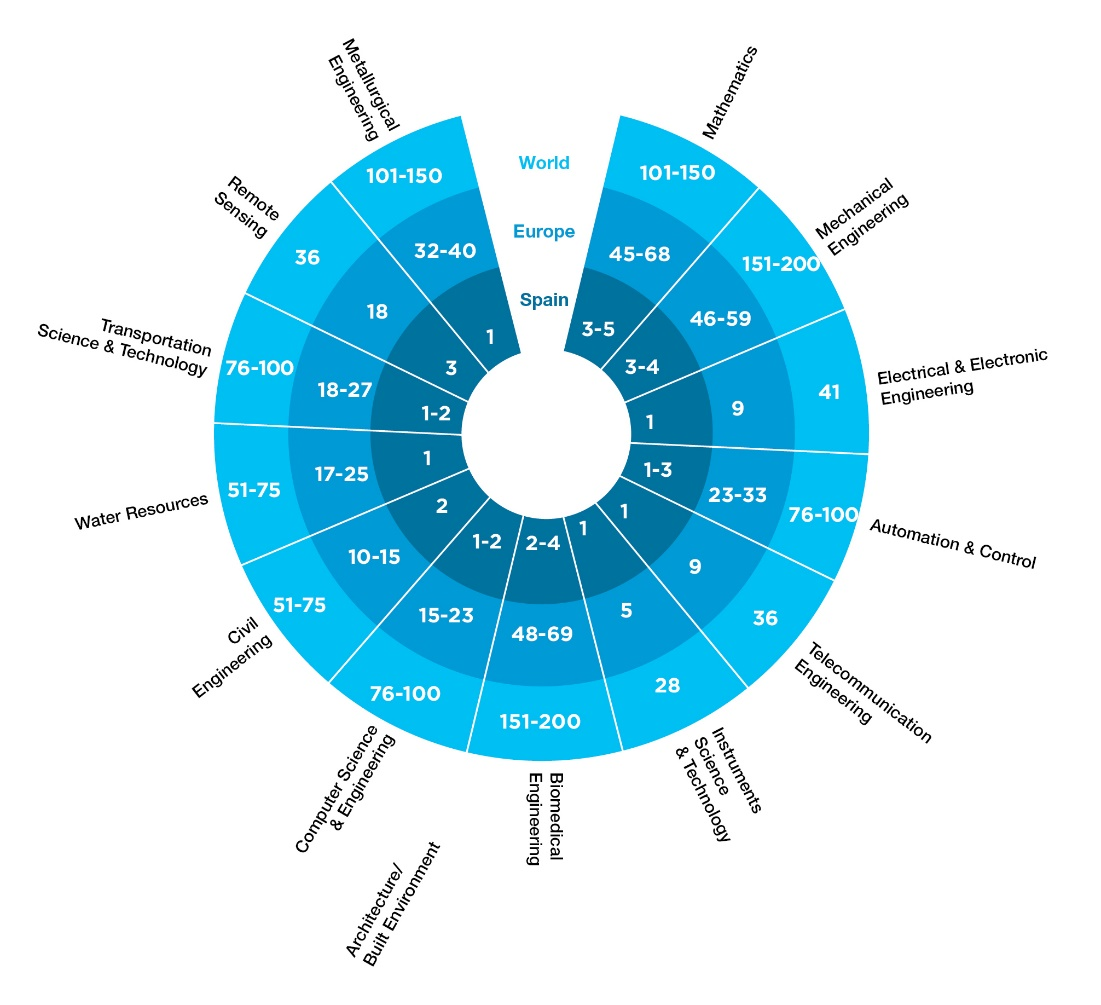 World
Europe
Spain
Mathematics
101-150
45-68
3-5
Mechanical
Engineering
151-200
46-59
3-4
Electrical & Electronic
Engineering
41
9
1
Automation & Control
76-100
23-33
1-3
Telecommunication
Engineering
36
9
1
Instruments
Science
& Technology
28
5
1
Biomedical
Engineering
151-200
48-69
2-4
Architecture/
Built Environment
Computer Science
& Engineering
76-100
15-23
1-2
Civil
Engineering
51-75
10-15
2
Water Resources
51-75
17-25
1
Transportation
Science & Technology
76-100
18-27
1-2
Remote
Sensing
36
18
3
Metallurgical
Engineering
101-150
32-40
1